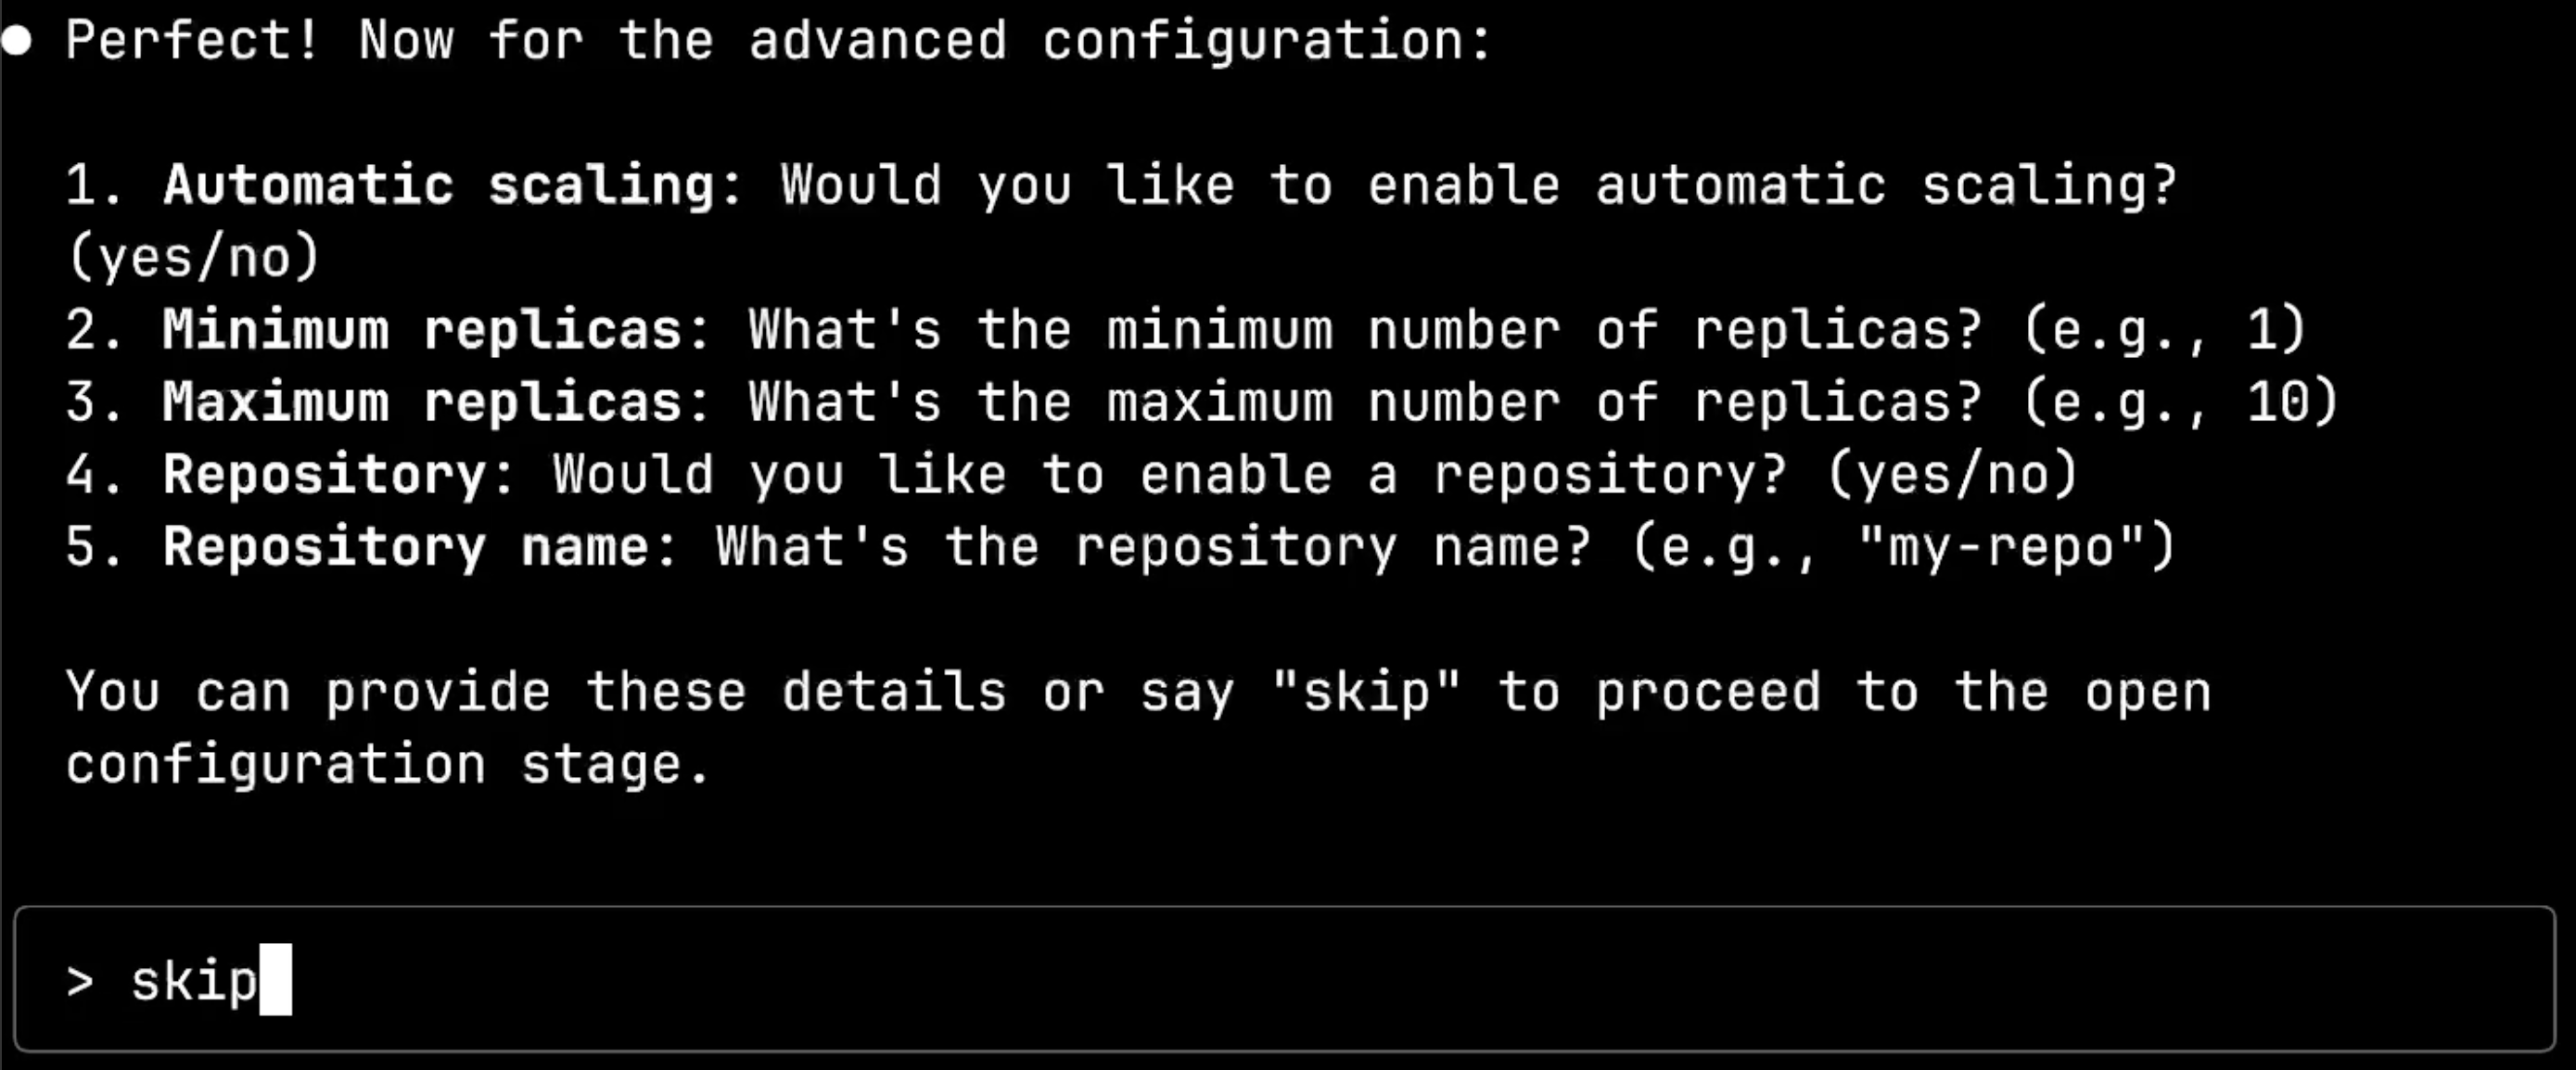 ● Perfect! Now for the advanced configuration:
1. Automatic scaling: Would you like to enable automatic scaling?
(yes/no)
2. Minimum replicas: What's the minimum number of replicas? (e.g., 1)
3. Maximum replicas: What's the maximum number of replicas? (e.g., 10)
4. Repository: Would you like to enable a repository? (yes/no)
5. Repository name: What's the repository name? (e.g., "my-repo")
You can provide these details or say "skip" to proceed to the open
configuration stage.
> skip